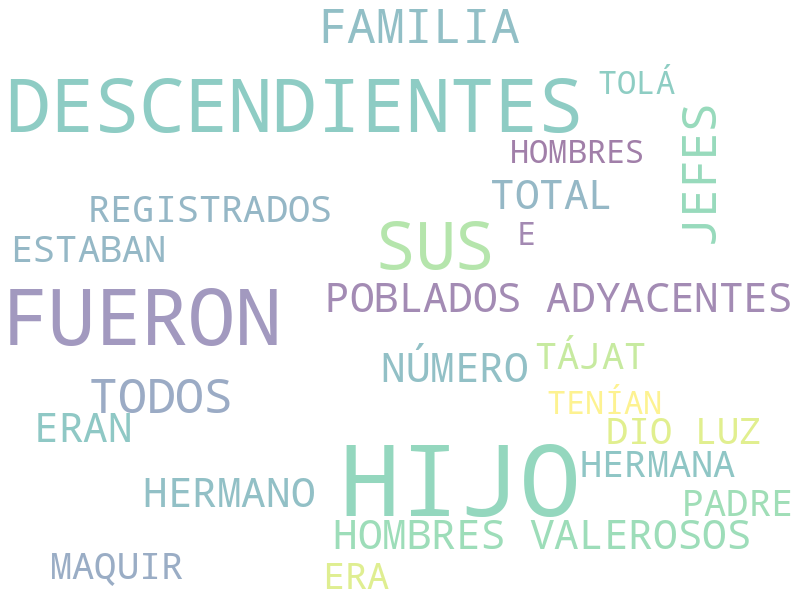 FAMILIA
DESCENDIENTES
TOLÁ
JEFES
HOMBRES
TOTAL
REGISTRADOS
E
SUS
ESTABAN
FUERON
POBLADOS ADYACENTES
TÁJAT
NÚMERO
TODOS
TENÍAN
ERAN
DIO LUZ
HIJO
HERMANA
HERMANO
PADRE
HOMBRES VALEROSOS
MAQUIR
ERA